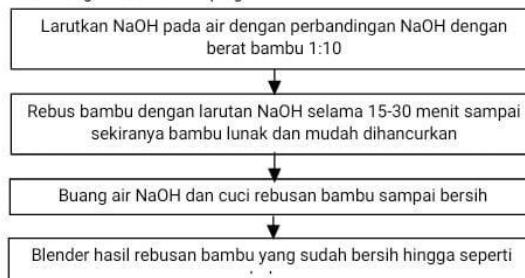 Larutkan NaOH pada air dengan perbandingan NaOH dengan
berat bambu 1:10
Rebus bambu dengan larutan NaOH selama 15-30 menit sampai
sekiranya bambu lunak dan mudah dihancurkan
Buang air NaOH dan cuci rebusan bambu sampai bersih
Blender hasil rebusan bambu yang sudah bersih hingga seperti